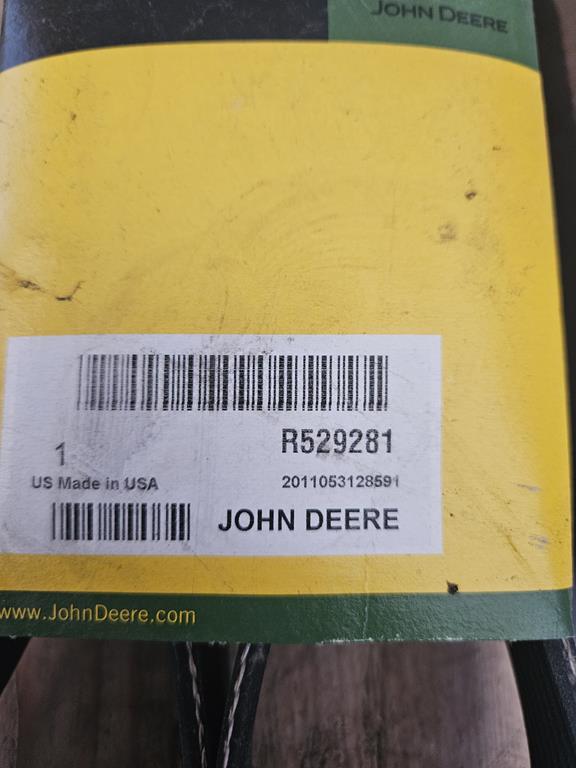 JOHN DEERE
R529281
1
US Made in USA
2011053128591
JOHN DEERE
www.JohnDeere.com